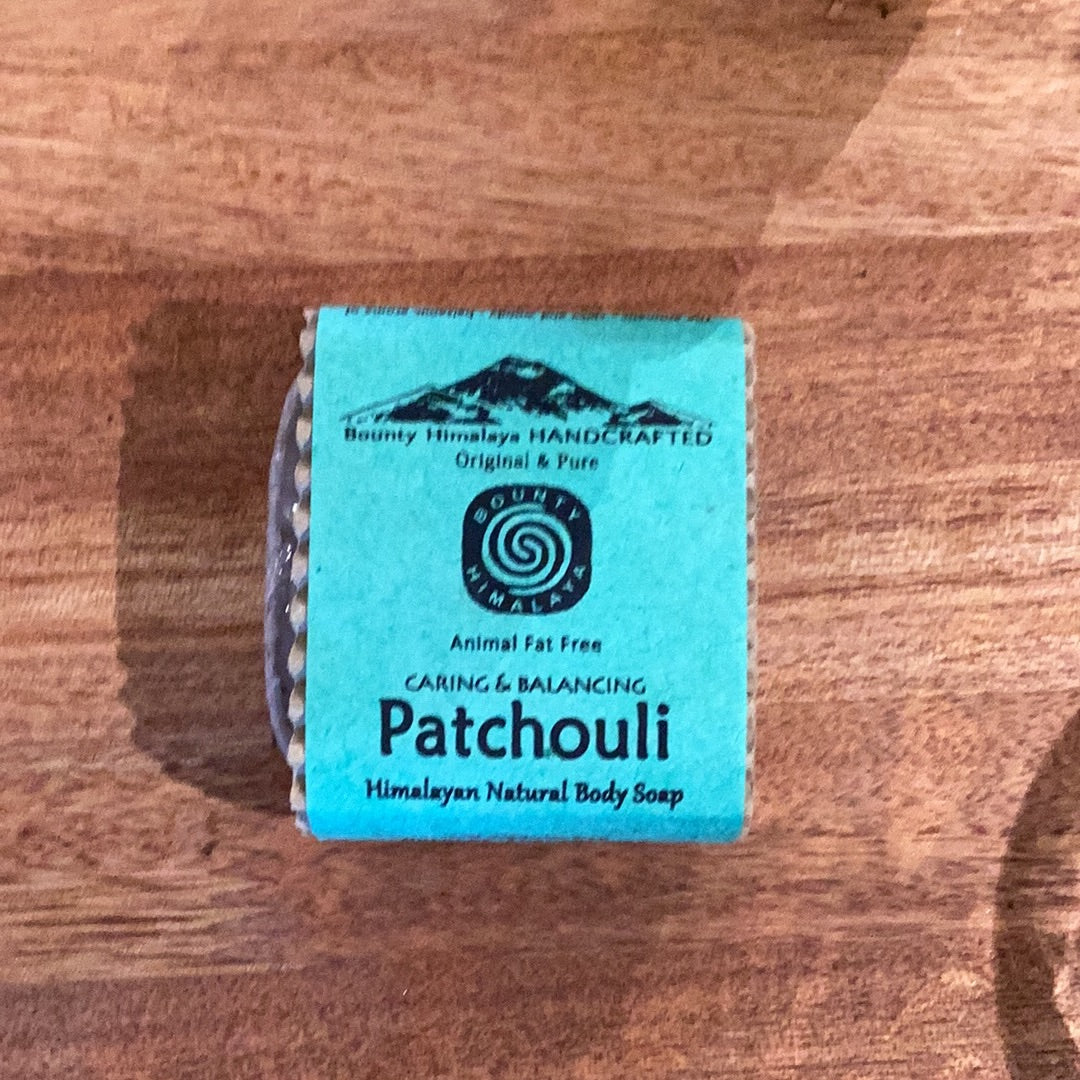 Bounty Himalaya HANDCRAFTED
Original & Pure
BOUNTY
HIMALAYA
Animal Fat Free
CARING & BALANCING
Patchouli
Himalayan Natural Body Soap